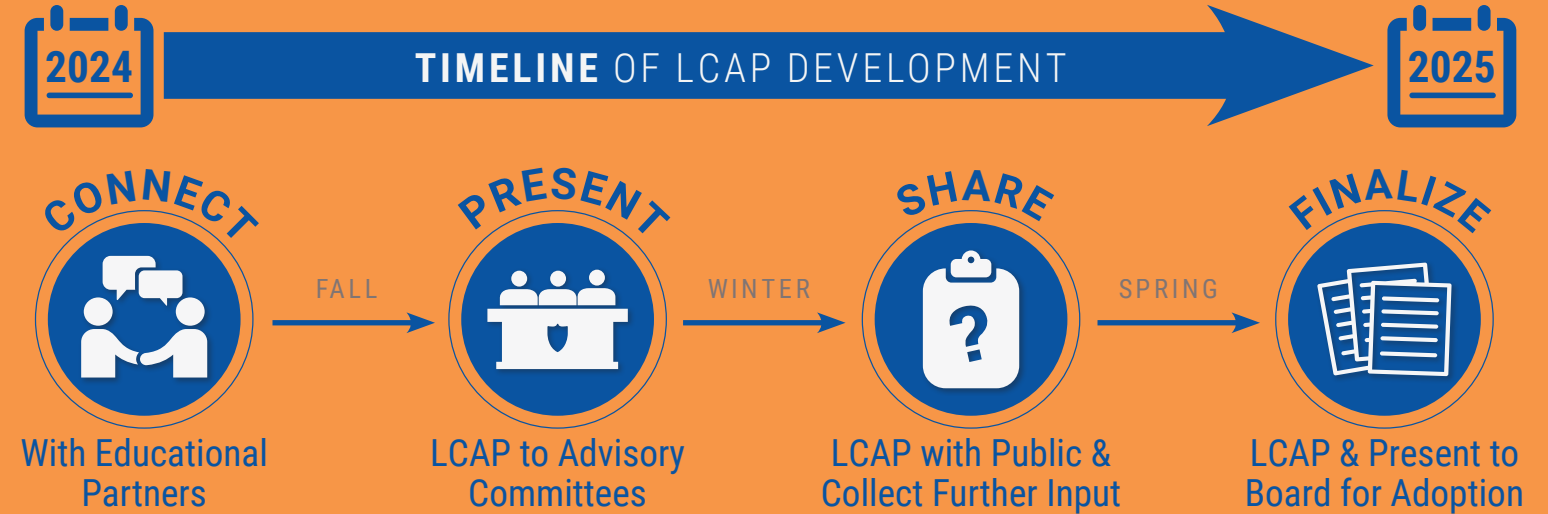 2024
TIMELINE OF LCAP DEVELOPMENT
2025
CONNECT
With Educational
Partners
FALL
PRESENT
LCAP to Advisory
Committees
WINTER
SHARE
?
LCAP with Public &
Collect Further Input
SPRING
FINALIZE
LCAP & Present to
Board for Adoption